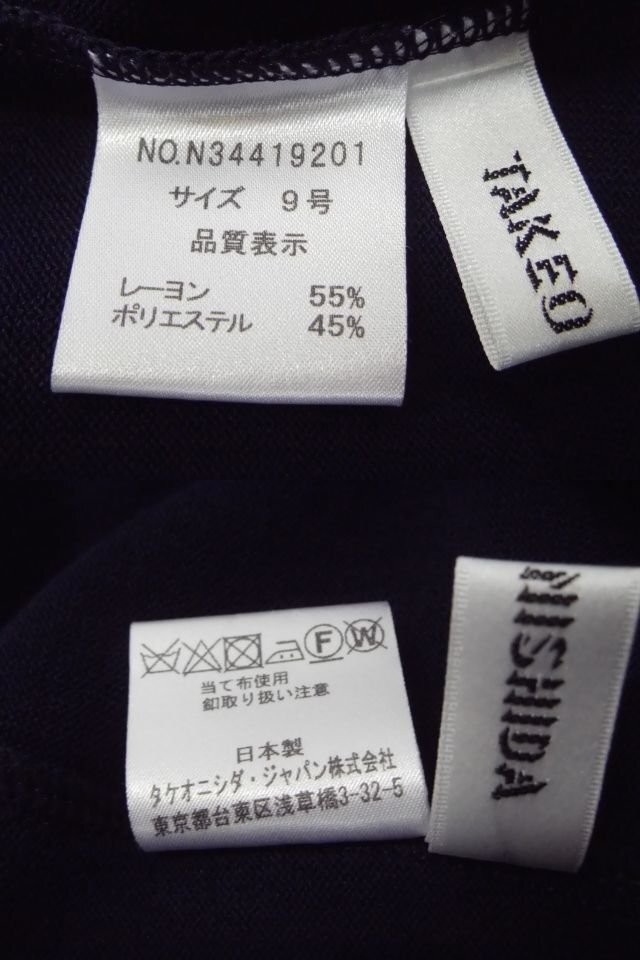 NO.N34419201
サイズ 9号
品質表示
レーヨン 55%
ポリエステル 45%
TAKEO
F W
当て布使用
釦取り扱い注意
日本製
タケオニシダ・ジャパン株式会社
東京都台東区浅草橋3-32-5
NISHIDA